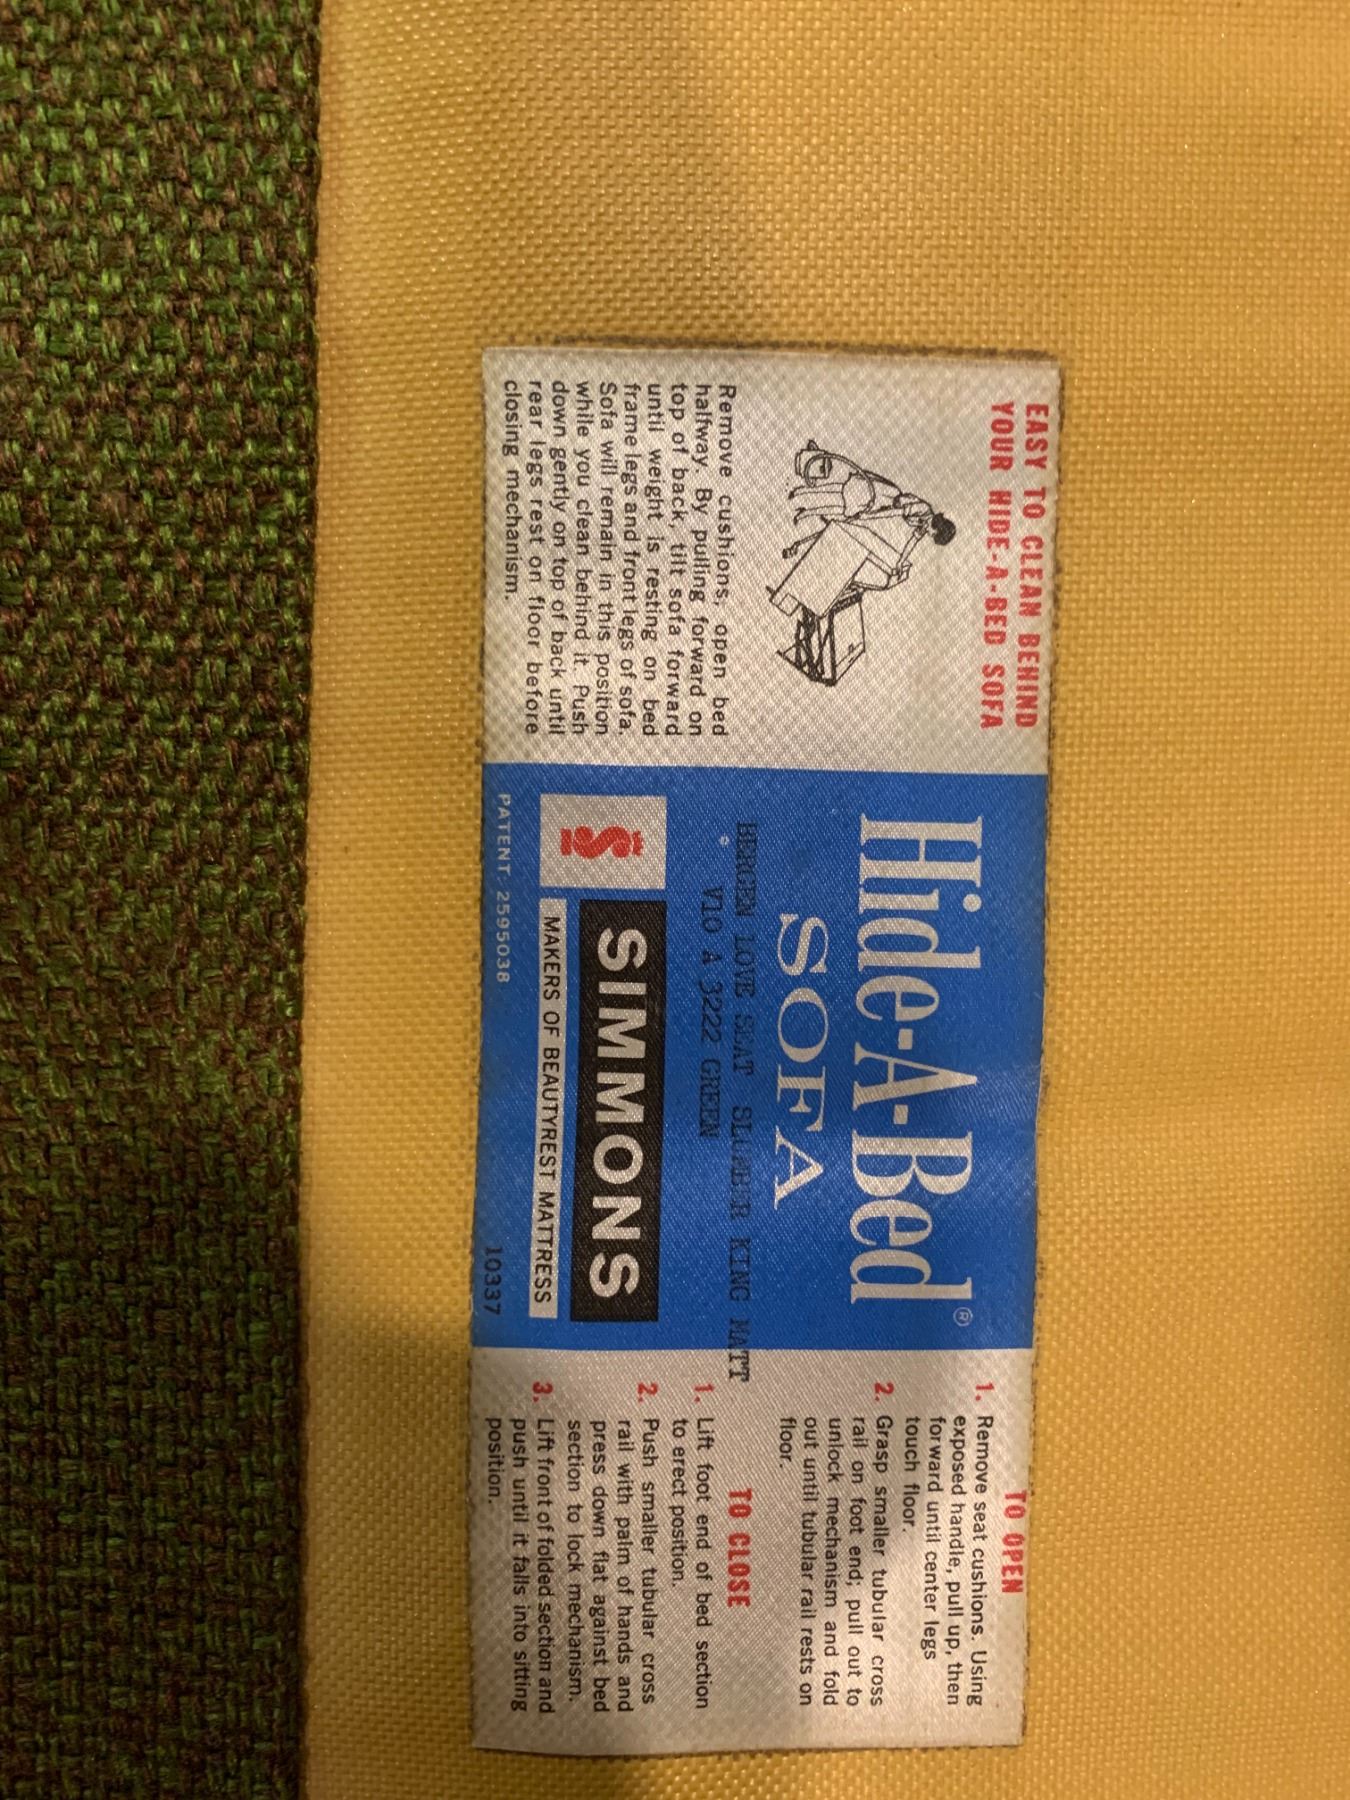 EASY TO CLEAN BEHIND
YOUR HIDE-A-BED SOFA
Remove cushions, open bed
halfway. By pulling forward on
top of back, tilt sofa forward
until weight is resting on bed
frame legs and front legs of sofa.
Sofa will remain in this position
while you clean behind it. Push
down gently on top of back until
rear legs rest on floor before
closing mechanism.
Hide-A-Bed®
SOFA
BERGEN LOVE SEAT SLUMBER KING MATT
V10 A 3222 GREEN
S
SIMMONS
MAKERS OF BEAUTYREST MATTRESS
PATENT: 2595038
10337
TO OPEN
1. Remove seat cushions. Using
exposed handle, pull up, then
forward until center legs
touch floor.
2. Grasp smaller tubular cross
rail on foot end; pull out to
unlock mechanism and fold
out until tubular rail rests on
floor.
TO CLOSE
1. Lift foot end of bed section
to erect position.
2. Push smaller tubular cross
rail with palm of hands and
press down flat against bed
section to lock mechanism.
3. Lift front of folded section and
push until it falls into sitting
position.